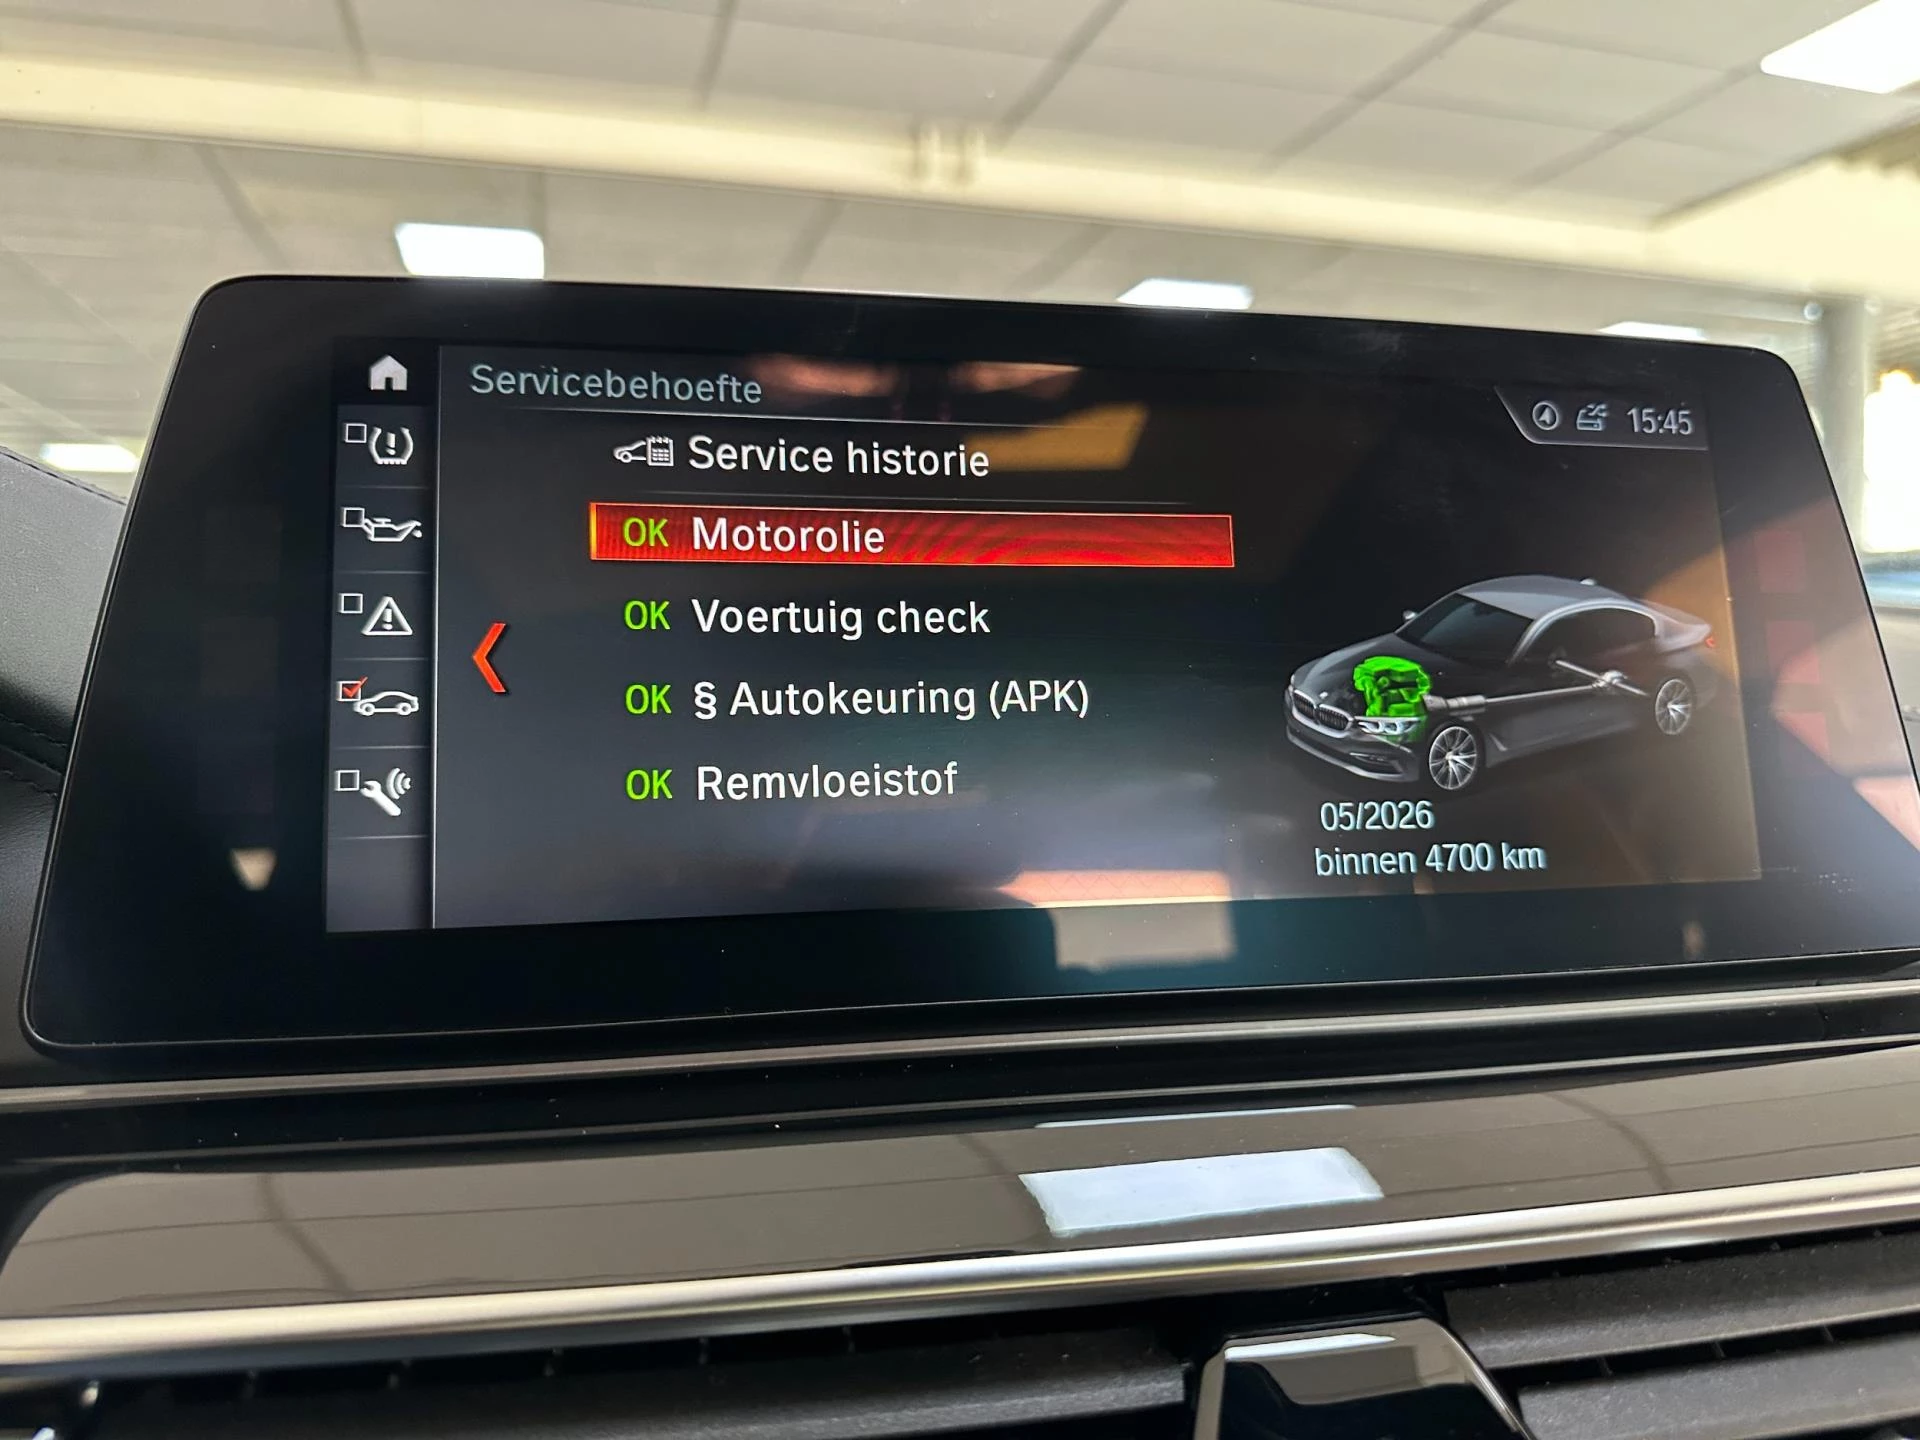 Servicebehoefte
15:45
Service historie
OK Motorolie
OK Voertuig check
OK § Autokeuring (APK)
OK Remvloeistof
05/2026
binnen 4700 km